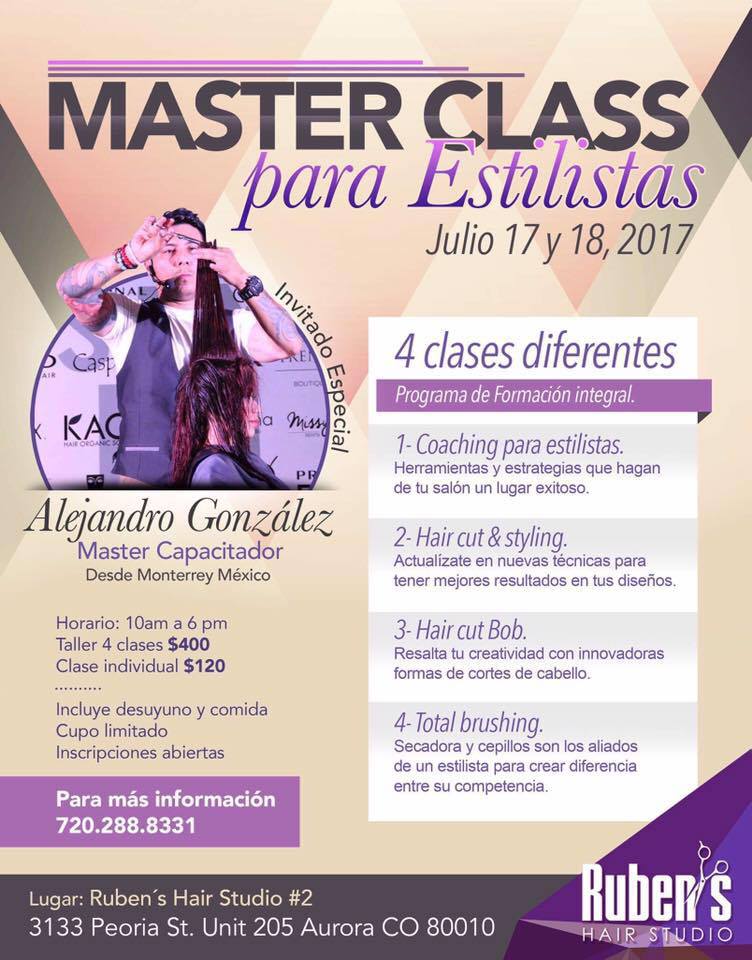 MASTER CLASS
para Estilistas
Julio 17 y 18, 2017
Invitado Especial
Casp
KAO
HAIR ORGANIC
Missy
Alejandro González
Master Capacitador
Desde Monterrey México
Horario: 10am a 6 pm
Taller 4 clases $400
Clase individual $120
..........
Incluye desuyuno y comida
Cupo limitado
Inscripciones abiertas
Para más información
720.288.8331
4 clases diferentes
Programa de Formación integral.
1- Coaching para estilistas.
Herramientas y estrategias que hagan
de tu salón un lugar exitoso.
2- Hair cut & styling.
Actualízate en nuevas técnicas para
tener mejores resultados en tus diseños.
3- Hair cut Bob.
Resalta tu creatividad con innovadoras
formas de cortes de cabello.
4- Total brushing.
Secadora y cepillos son los aliados
de un estilista para crear diferencia
entre su competencia.
Lugar: Ruben´s Hair Studio #2
3133 Peoria St. Unit 205 Aurora CO 80010
Ruben's
HAIR STUDIO